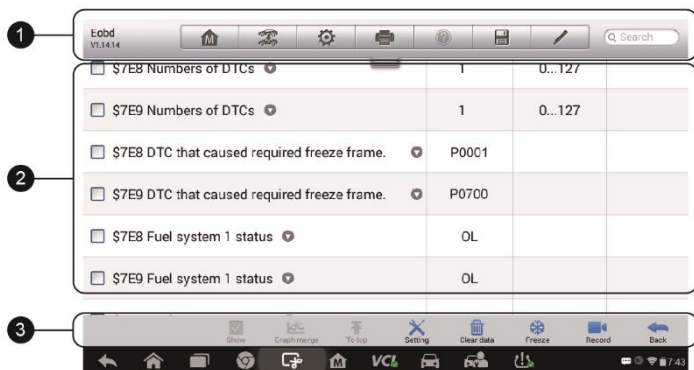 1
Eobd
V1.14.14
Search
2
$7E8 Numbers of DTCs 1 0...127
$7E9 Numbers of DTCs 1 0...127
$7E8 DTC that caused required freeze frame. P0001
$7E9 DTC that caused required freeze frame. P0700
$7E8 Fuel system 1 status OL
$7E9 Fuel system 1 status OL
3
Show Graph merge To top Setting Clear data Freeze Record Back
M VCI 7:43